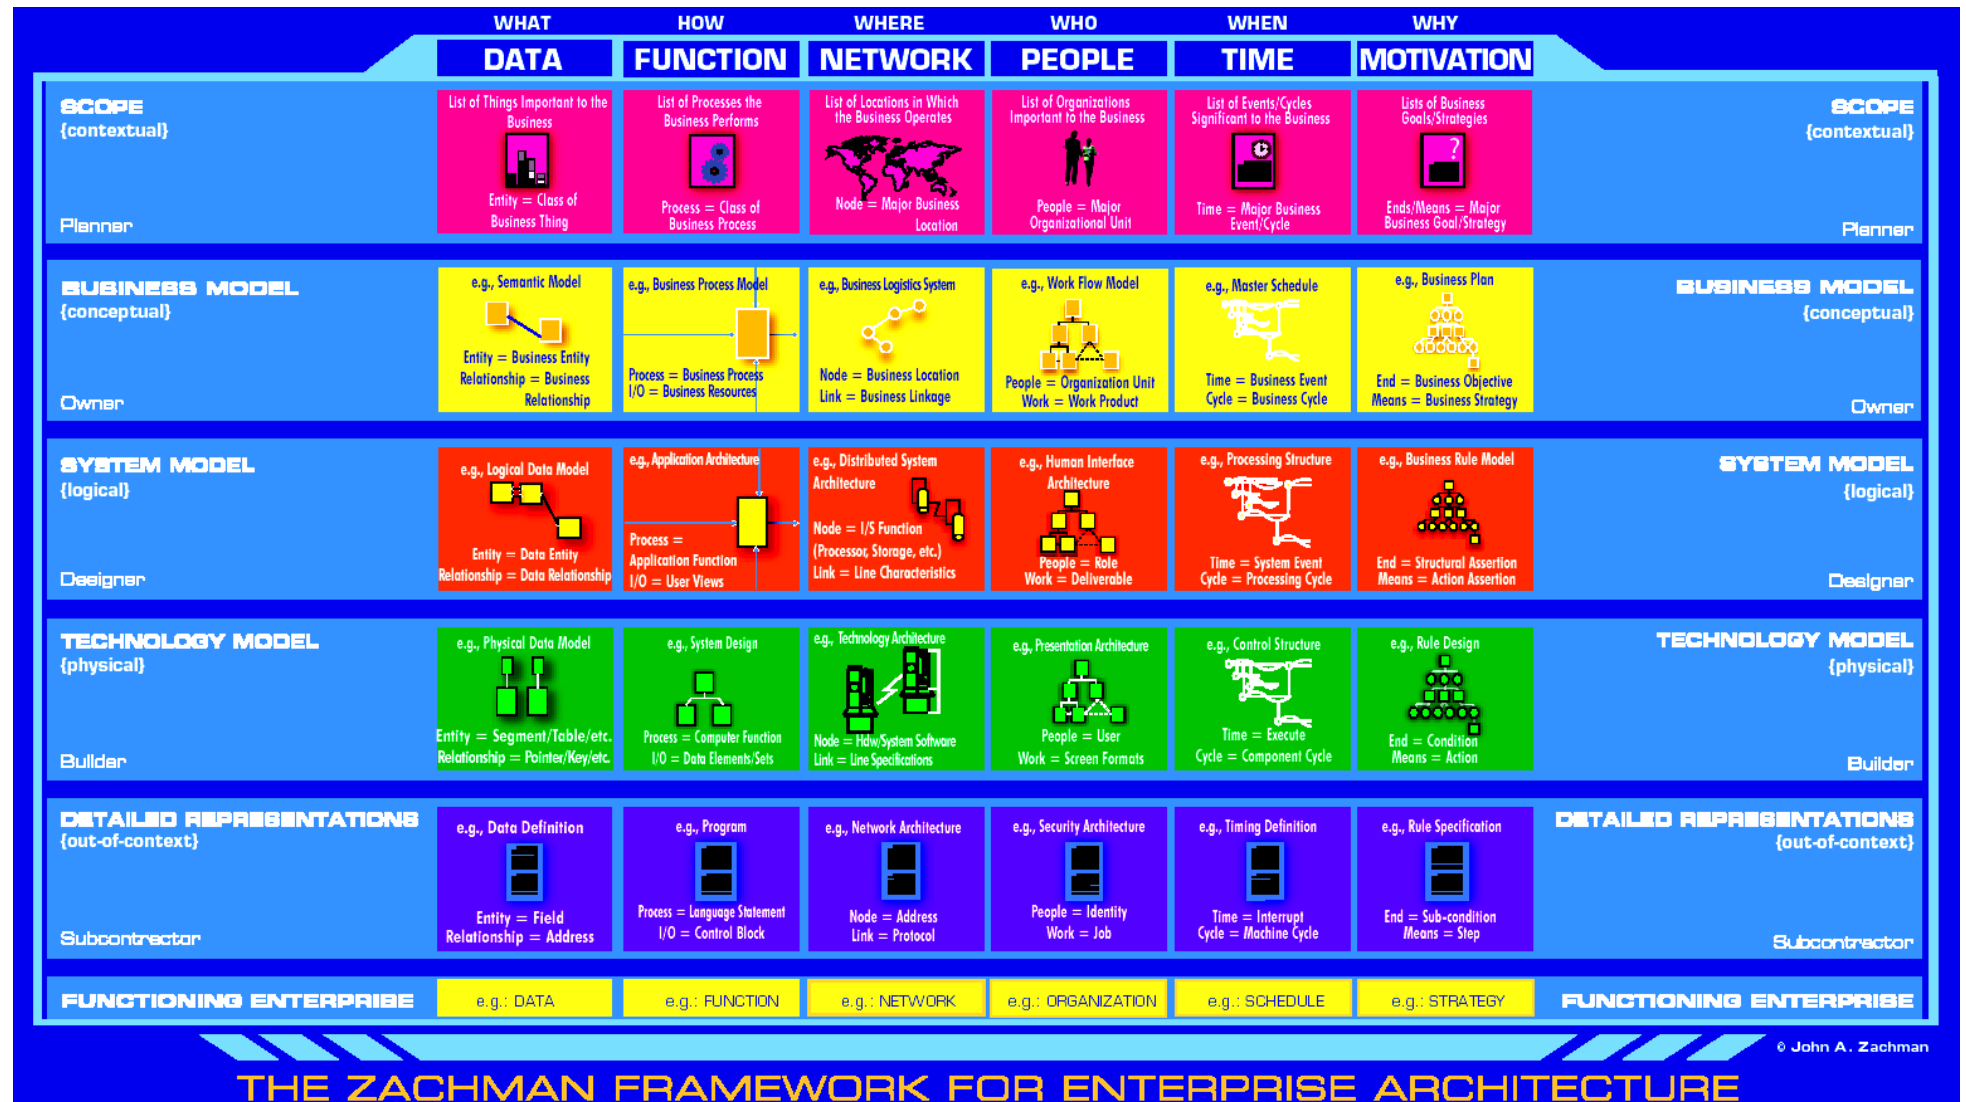 WHAT HOW WHERE WHO WHEN WHY
DATA FUNCTION NETWORK PEOPLE TIME MOTIVATION
SCOPE
{contextual}
Planner
List of Things Important to the
Business
Entity = Class of
Business Thing
List of Processes the
Business Performs
Process = Class of
Business Process
List of Locations in Which
the Business Operates
Node = Major Business
Location
List of Organizations
Important to the Business
People = Major
Organizational Unit
List of Events/Cycles
Significant to the Business
Time = Major Business
Event/Cycle
Lists of Business
Goals/Strategies
?
Ends/Means = Major
Business Goal/Strategy
SCOPE
{contextual}
Planner
BUSINESS MODEL
{conceptual}
Owner
e.g., Semantic Model
Entity = Business Entity
Relationship = Business
Relationship
e.g., Business Process Model
Process = Business Process
I/O = Business Resources
e.g., Business Logistics System
Node = Business Location
Link = Business Linkage
e.g., Work Flow Model
People = Organization Unit
Work = Work Product
e.g., Master Schedule
Time = Business Event
Cycle = Business Cycle
e.g., Business Plan
End = Business Objective
Means = Business Strategy
BUSINESS MODEL
{conceptual}
Owner
SYSTEM MODEL
{logical}
Designer
e.g., Logical Data Model
Entity = Data Entity
Relationship = Data Relationship
e.g., Application Architecture
Process =
Application Function
I/O = User Views
e.g., Distributed System
Architecture
Node = I/S Function
(Processor, Storage, etc.)
Link = Line Characteristics
e.g., Human Interface
Architecture
People = Role
Work = Deliverable
e.g., Processing Structure
Time = System Event
Cycle = Processing Cycle
e.g., Business Rule Model
End = Structural Assertion
Means = Action Assertion
SYSTEM MODEL
{logical}
Designer
TECHNOLOGY MODEL
{physical}
Builder
e.g., Physical Data Model
Entity = Segment/Table/etc.
Relationship = Pointer/Key/etc.
e.g., System Design
Process = Computer Function
I/O = Data Elements/Sets
e.g., Technology Architecture
Node = Hdw/System Software
Link = Line Specifications
e.g., Presentation Architecture
People = User
Work = Screen Formats
e.g., Control Structure
Time = Execute
Cycle = Component Cycle
e.g., Rule Design
End = Condition
Means = Action
TECHNOLOGY MODEL
{physical}
Builder
DETAILED REPRESENTATIONS
{out-of-context}
Subcontractor
e.g., Data Definition
Entity = Field
Relationship = Address
e.g., Program
Process = Language Statement
I/O = Control Block
e.g., Network Architecture
Node = Address
Link = Protocol
e.g., Security Architecture
People = Identity
Work = Job
e.g., Timing Definition
Time = Interrupt
Cycle = Machine Cycle
e.g., Rule Specification
End = Sub-condition
Means = Step
DETAILED REPRESENTATIONS
{out-of-context}
Subcontractor
FUNCTIONING ENTERPRISE
e.g.: DATA
e.g.: FUNCTION
e.g.: NETWORK
e.g.: ORGANIZATION
e.g.: SCHEDULE
e.g.: STRATEGY
FUNCTIONING ENTERPRISE
© John A. Zachman
THE ZACHMAN FRAMEWORK FOR ENTERPRISE ARCHITECTURE